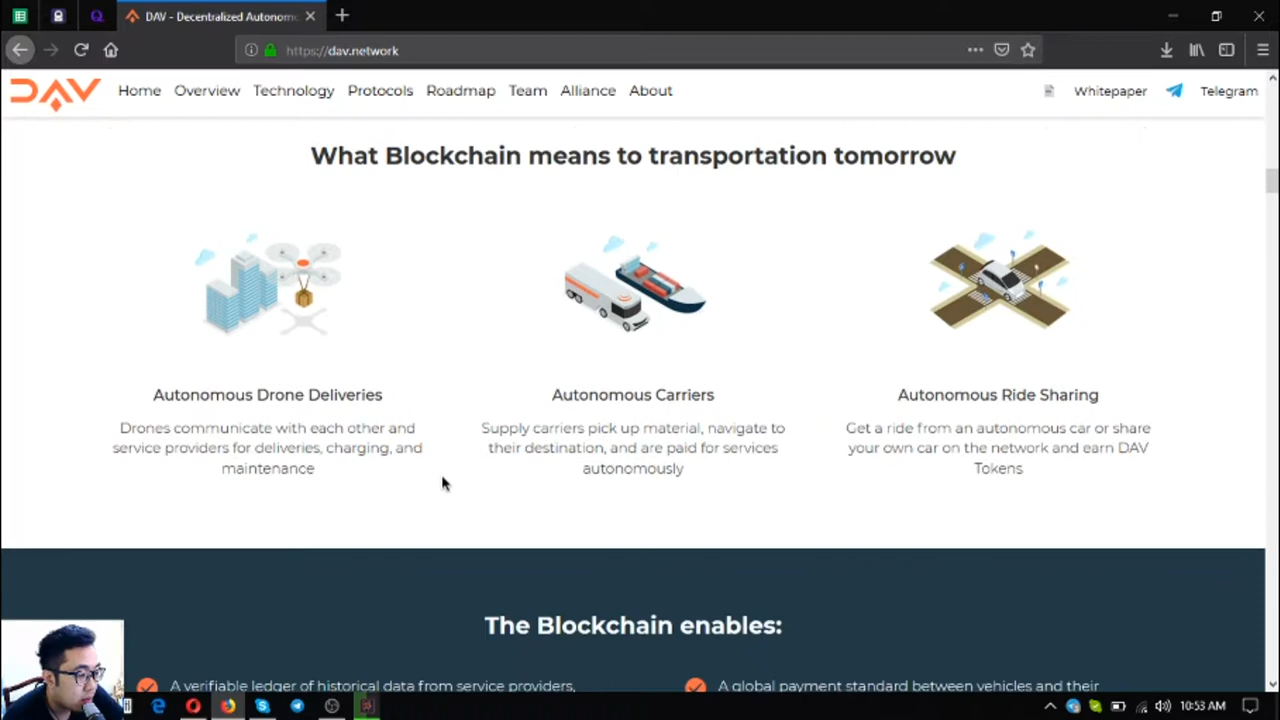 DAV - Decentralized Autonomo
https://dav.network
DAV
Home
Overview
Technology
Protocols
Roadmap
Team
Alliance
About
Whitepaper
Telegram
What Blockchain means to transportation tomorrow
Autonomous Drone Deliveries
Drones communicate with each other and
service providers for deliveries, charging, and
maintenance
Autonomous Carriers
Supply carriers pick up material, navigate to
their destination, and are paid for services
autonomously
Autonomous Ride Sharing
Get a ride from an autonomous car or share
your own car on the network and earn DAV
Tokens
The Blockchain enables:
A verifiable ledger of historical data from service providers,
A global payment standard between vehicles and their
10:53 AM